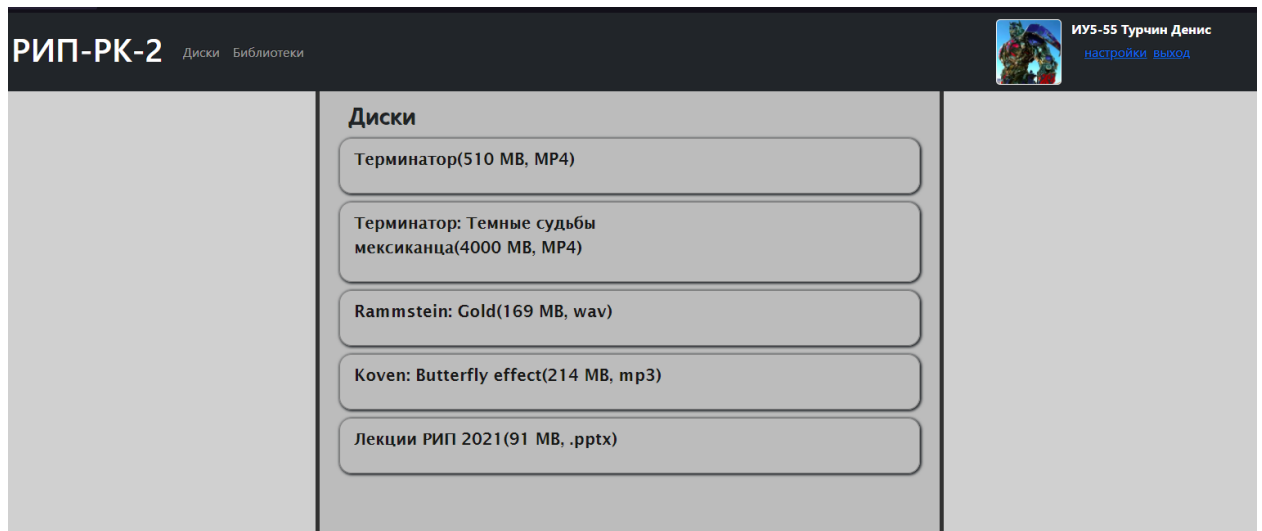 РИП-РК-2 Диски Библиотеки
ИУ5-55 Турчин Денис
настройки выход
Диски
Терминатор(510 MB, MP4)
Терминатор: Темные судьбы
мексиканца(4000 MB, MP4)
Rammstein: Gold(169 MB, wav)
Koven: Butterfly effect(214 MB, mp3)
Лекции РИП 2021(91 MB, .pptx)